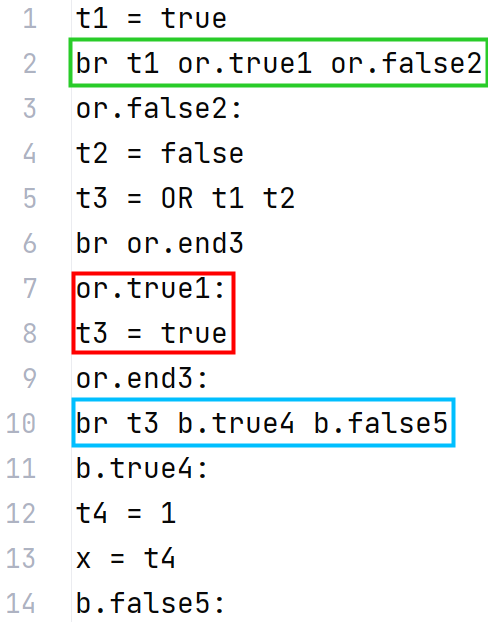 1 t1 = true
2 br t1 or.true1 or.false2
3 or.false2:
4 t2 = false
5 t3 = OR t1 t2
6 br or.end3
7 or.true1:
8 t3 = true
9 or.end3:
10 br t3 b.true4 b.false5
11 b.true4:
12 t4 = 1
13 x = t4
14 b.false5: